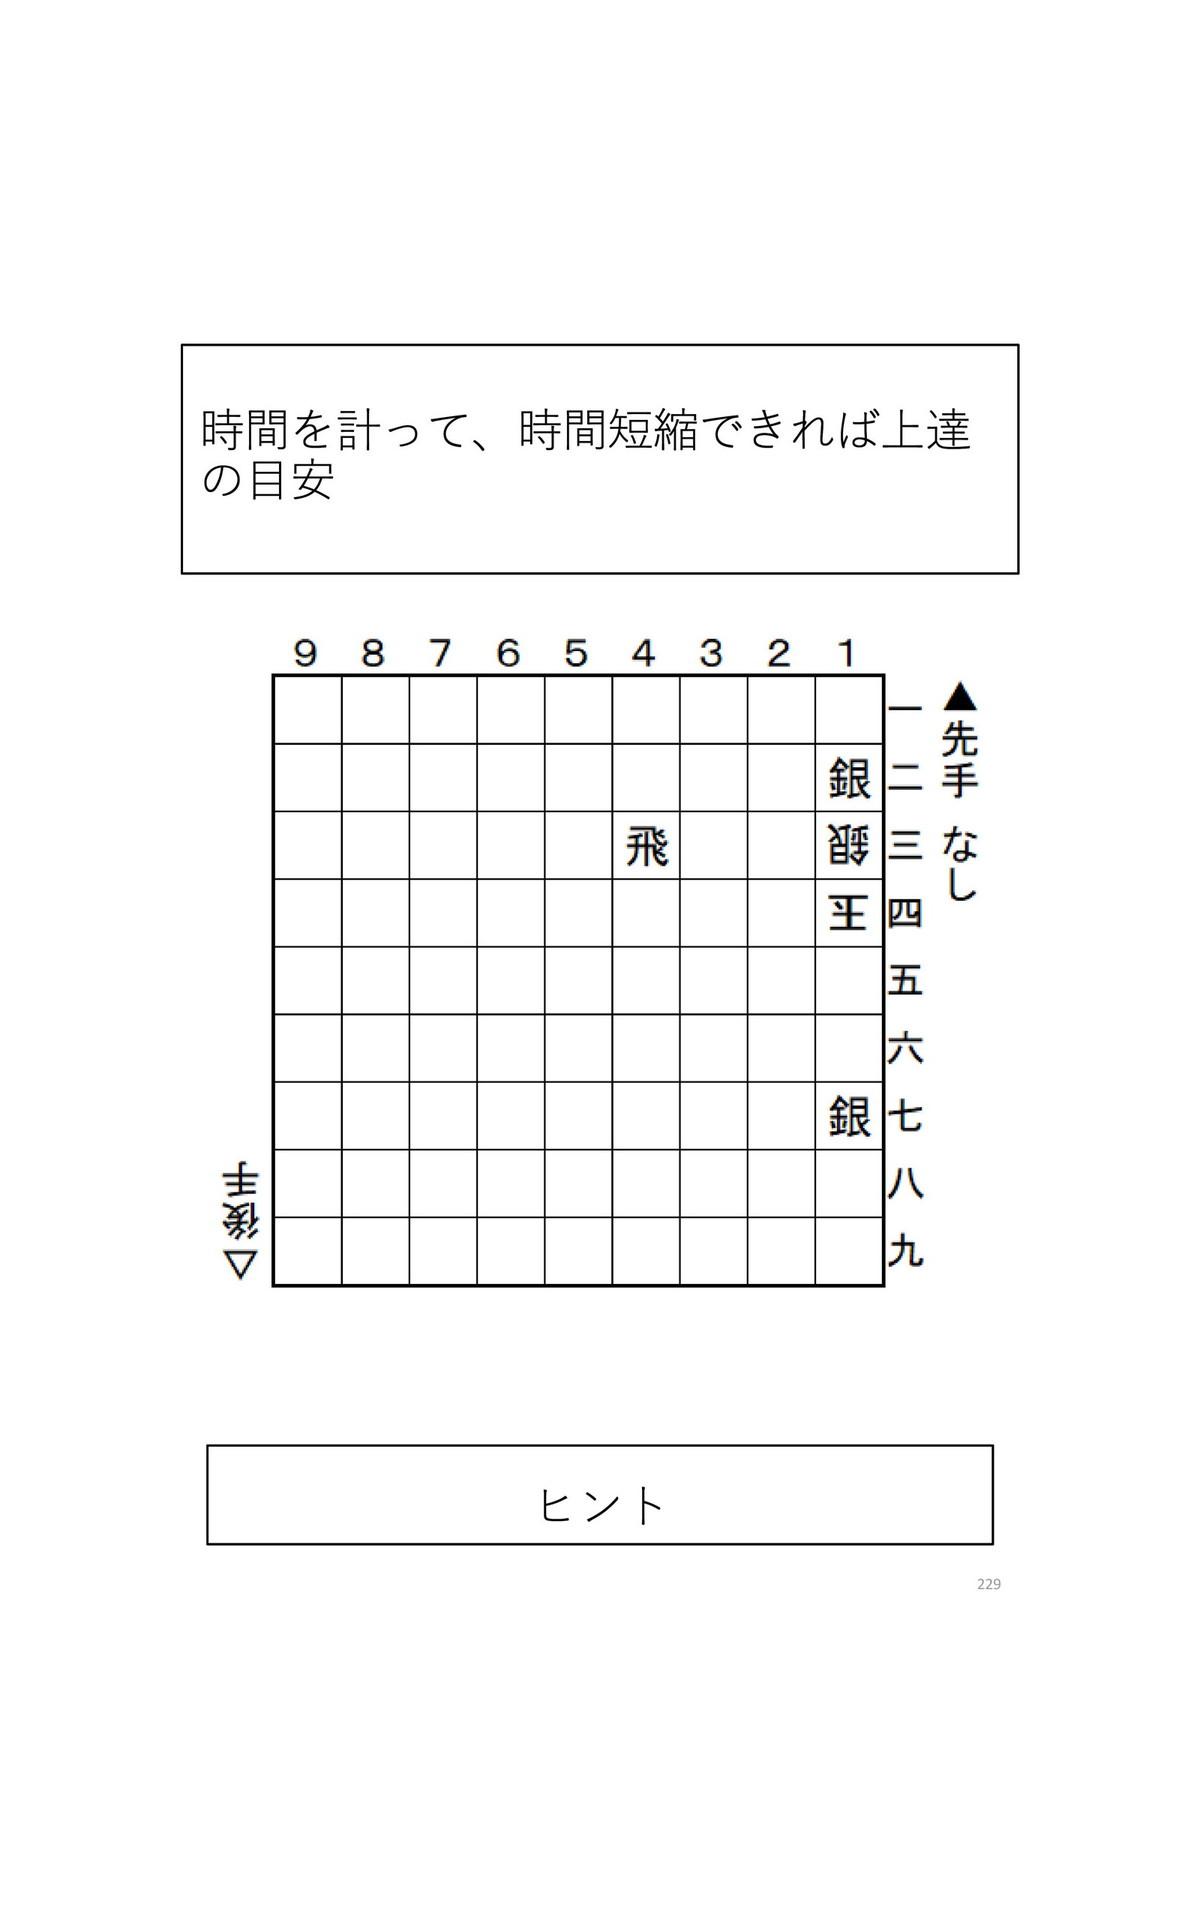 時間を計って、時間短縮できれば上達
の目安
9 8 7 6 5 4 3 2 1
一
銀 二
飛 銀 三
王 四
五
六
銀 七
八
九
▲先手 なし
△後手
ヒント
229